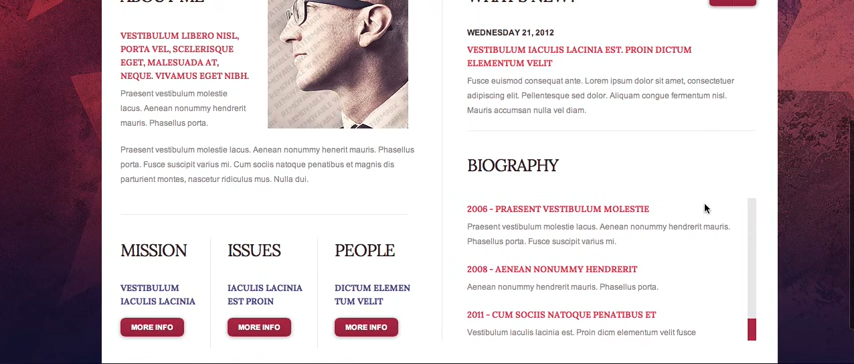 ABOUT ME
VESTIBULUM LIBERO NISL,
PORTA VEL, SCELERISQUE
EGET, MALESUADA AT,
NEQUE. VIVAMUS EGET NIBH.
Praesent vestibulum molestie
lacus. Aenean nonummy hendrerit
mauris. Phasellus porta.
Praesent vestibulum molestie lacus. Aenean nonummy henerit mauris. Phasellus
porta. Fusce suscipit varius mi. Cum sociis natoque penatibus et magnis dis
parturient montes, nascetur ridiculus mus. Nulla dui.
MISSION
VESTIBULUM
IACULIS LACINIA
MORE INFO
ISSUES
IACULIS LACINIA
EST PROIN
MORE INFO
PEOPLE
DICTUM ELEMEN
TUM VELIT
MORE INFO
WHAT'S NEW?
WEDNESDAY 21, 2012
VESTIBULUM IACULIS LACINIA EST. PROIN DICTUM
ELEMENTUM VELIT
Fusce euismod consequat ante. Lorem ipsum dolor sit amet, consectetuer
adipiscing elit. Pellentesque sed dolor. Aliquam congue fermentum nisl.
Mauris accumsan nulla vel diam.
BIOGRAPHY
2006 - PRAESENT VESTIBULUM MOLESTIE
Praesent vestibulum molestie lacus. Aenean nonummy hendrerit mauris.
Phasellus porta. Fusce suscipit varius mi.
2008 - AENEAN NONUMMY HENDRERIT
Aenean nonummy hendrerit mauris. Phasellus porta.
2011 - CUM SOCIIS NATOQUE PENATIBUS ET
Vestibulum iaculis lacinia est. Proin dicm elementum velit fusce